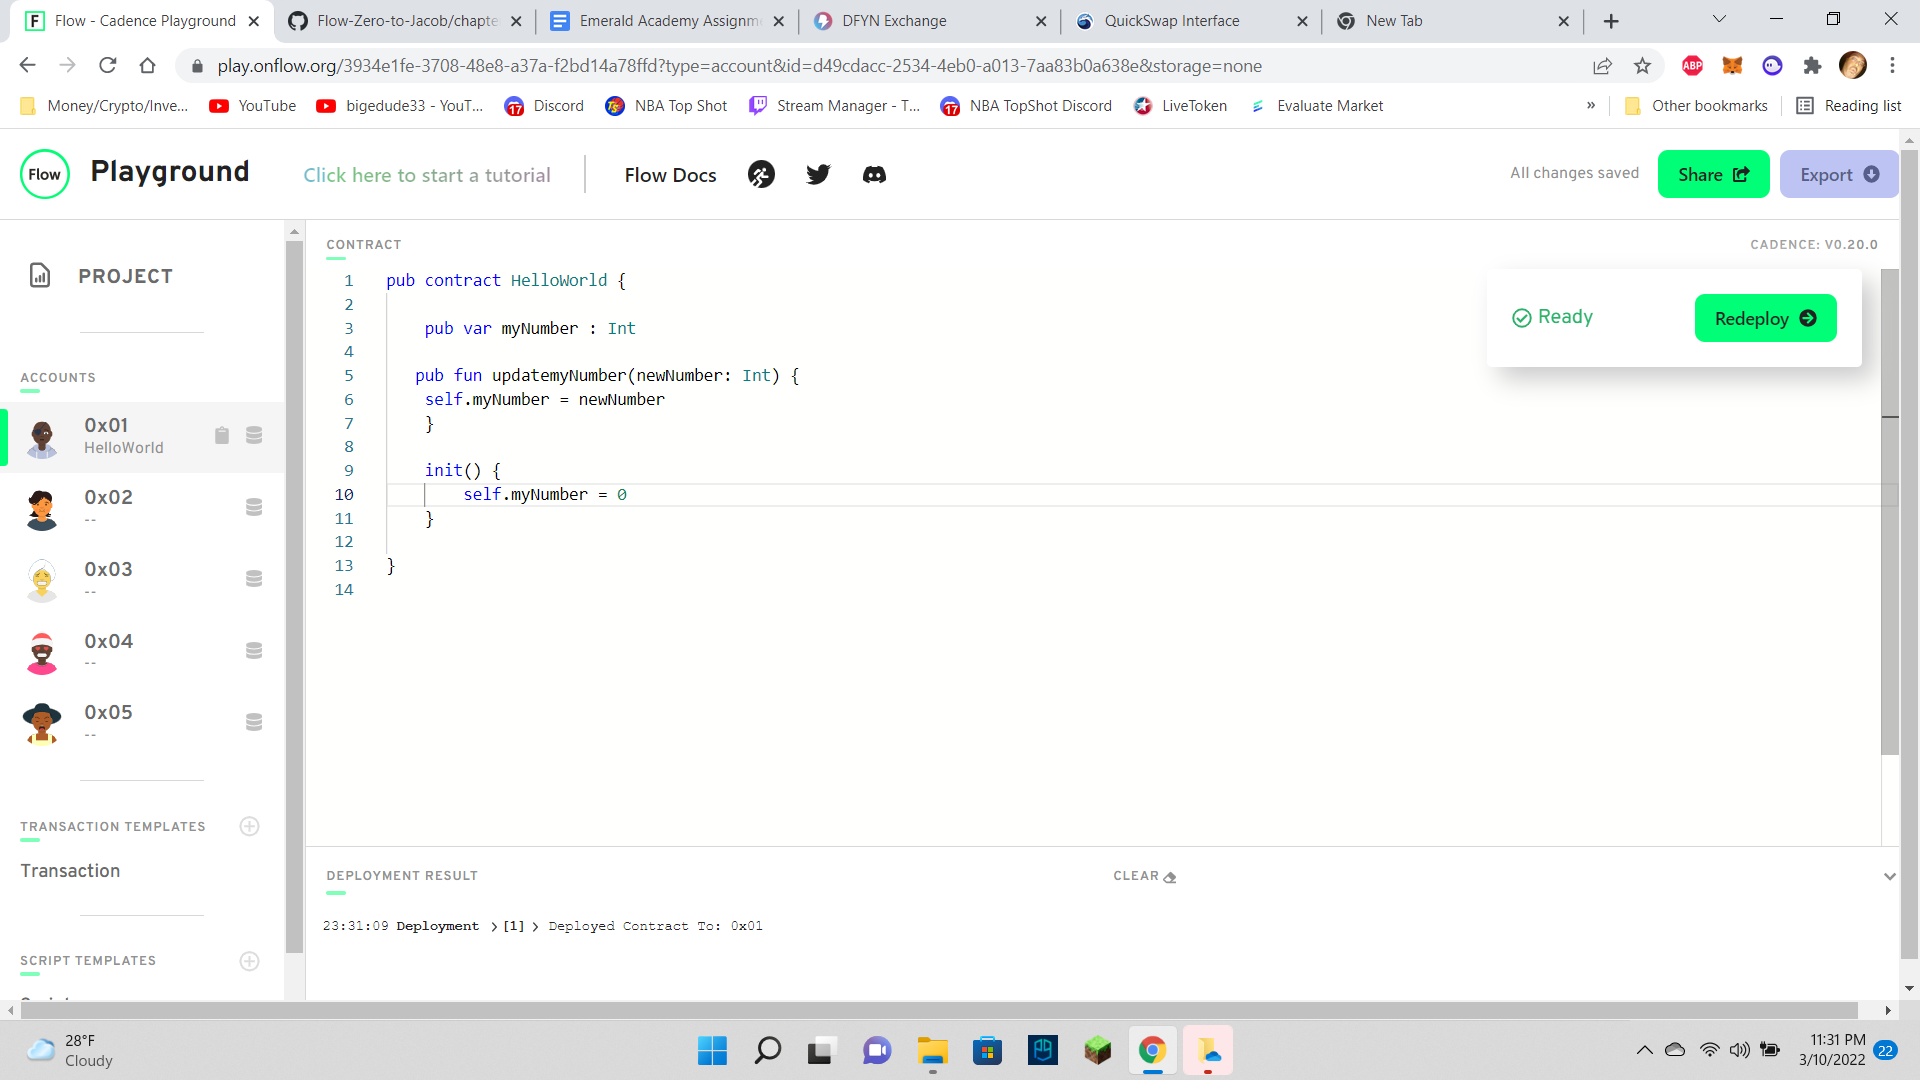 Flow - Cadence Playground
Flow-Zero-to-Jacob/chapte
Emerald Academy Assignm
DFYN Exchange
QuickSwap Interface
New Tab
play.onflow.org/3934e1fe-3708-48e8-a37a-f2bd14a78ffd?type=account&id=d49cdacc-2534-4eb0-a013-7aa83b0a638e&storage=none
ABP
Money/Crypto/Inve...
YouTube
bigedude33 - YouT...
17 Discord
NBA Top Shot
Stream Manager - T...
17 NBA TopShot Discord
LiveToken
Evaluate Market
»
Other bookmarks
Reading list
Flow
Playground
Click here to start a tutorial
Flow Docs
All changes saved
Share
Export
PROJECT
ACCOUNTS
0x01
HelloWorld
0x02
--
0x03
--
0x04
--
0x05
--
TRANSACTION TEMPLATES
Transaction
SCRIPT TEMPLATES
CONTRACT
CADENCE: V0.20.0
1 pub contract HelloWorld {
2
3 pub var myNumber : Int
4
5 pub fun updatemyNumber(newNumber: Int) {
6 self.myNumber = newNumber
7 }
8
9 init() {
10 self.myNumber = 0
11 }
12
13 }
14
Ready
Redeploy
DEPLOYMENT RESULT
CLEAR
23:31:09 Deployment > [1] > Deployed Contract To: 0x01
28°F
Cloudy
11:31 PM
3/10/2022
22